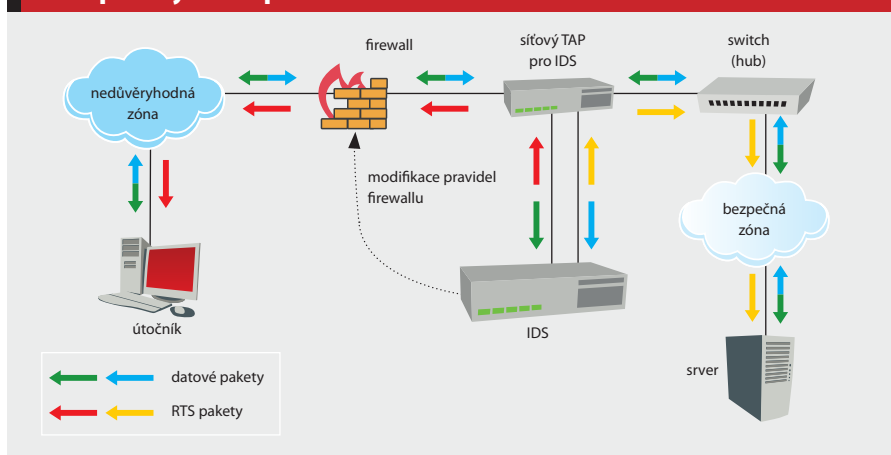 firewall
síťový TAP
pro IDS
switch
(hub)
nedůvěryhodná
zóna
modifikace pravidel
firewallu
bezpečná
zóna
útočník
IDS
srver
datové pakety
RTS pakety